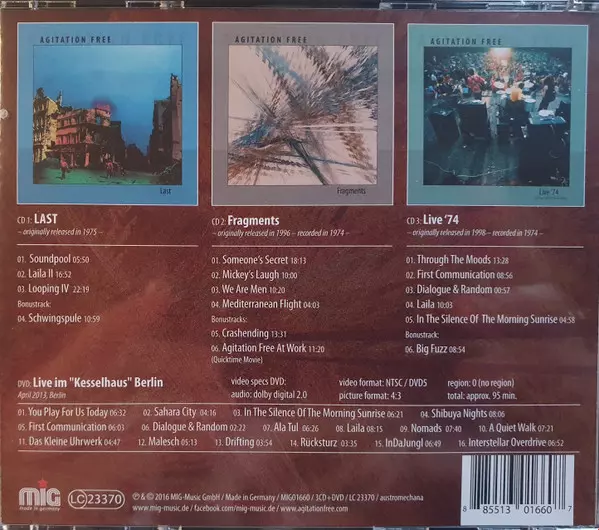 AGITATION FREE
Last
AGITATION FREE
Fragments
AGITATION FREE
Live '74
CD 1: LAST
– originally released in 1975 –
01. Soundpool 05:50
02. Laila II 16:52
03. Looping IV 22:19
Bonustrack:
04. Schwingspule 10:59
CD 2: Fragments
– originally released in 1996 – recorded in 1974 –
01. Someone's Secret 18:13
02. Mickey's Laugh 10:00
03. We Are Men 10:20
04. Mediterranean Flight 04:03
Bonustracks:
05. Crashending 13:31
06. Agitation Free At Work 11:20
(Quicktime Movie)
CD 3: Live '74
– originally released in 1998 – recorded in 1974 –
01. Through The Moods 13:28
02. First Communication 08:56
03. Dialogue & Random 00:57
04. Laila 10:03
05. In The Silence Of The Morning Sunrise 04:58
Bonustrack:
06. Big Fuzz 08:54
DVD: Live im "Kesselhaus" Berlin
April 2013, Berlin
video specs DVD:
audio: dolby digital 2.0
video format: NTSC / DVD5
picture format: 4:3
region: 0 (no region)
total: approx. 95 min.
01. You Play For Us Today 06:32 02. Sahara City 04:16 03. In The Silence Of The Morning Sunrise 06:21 04. Shibuya Nights 08:06
05. First Communication 06:03 06. Dialogue & Random 02:22 07. Ala Tul 06:26 08. Laila 08:15 09. Nomads 07:40 10. A Quiet Walk 07:21
11. Das Kleine Uhrwerk 04:47 12. Malesch 05:13 13. Drifting 03:54 14. Rücksturz 03:35 15. InDaJungl 06:49 16. Interstellar Overdrive 06:52
mig
made in germany
LC 23370
℗ & © 2016 MIG-Music GmbH / Made in Germany / MIG01660 / 3CD+DVD / LC 23370 / austromechana
www.mig-music.de / facebook.com/mig-music.de / www.agitationfree.com
8 85513 01660 7